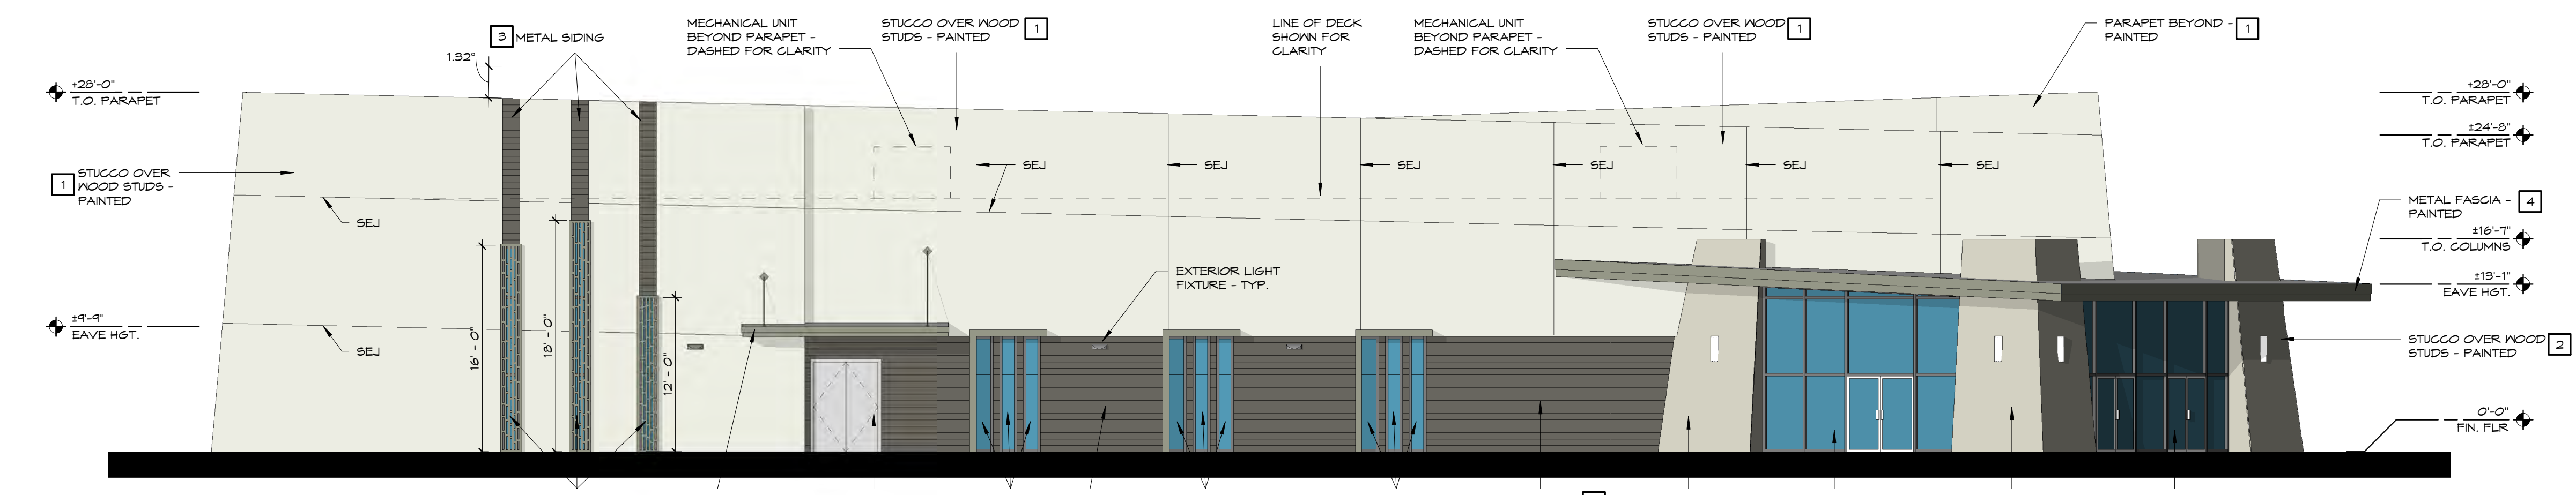 3 METAL SIDING
1.32°
MECHANICAL UNIT
BEYOND PARAPET -
DASHED FOR CLARITY
STUCCO OVER WOOD
STUDS - PAINTED
1
LINE OF DECK
SHOWN FOR
CLARITY
MECHANICAL UNIT
BEYOND PARAPET -
DASHED FOR CLARITY
STUCCO OVER WOOD
STUDS - PAINTED
1
PARAPET BEYOND -
PAINTED
1
±28'-0"
T.O. PARAPET
1
STUCCO OVER
WOOD STUDS -
PAINTED
SEJ
±9'-9"
EAVE HGT.
SEJ
16' - 0"
18' - 0"
12' - 0"
SEJ
SEJ
SEJ
SEJ
SEJ
SEJ
EXTERIOR LIGHT
FIXTURE - TYP.
±28'-0"
T.O. PARAPET
±24'-8"
T.O. PARAPET
METAL FASCIA -
PAINTED
4
±16'-7"
T.O. COLUMNS
±13'-1"
EAVE HGT.
STUCCO OVER WOOD
STUDS - PAINTED
2
0'-0"
FIN. FLR